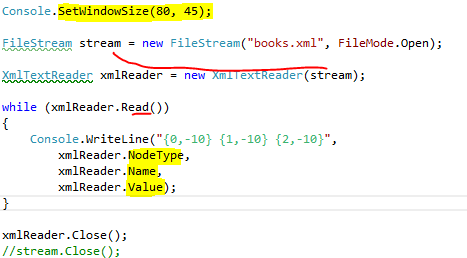 Console.SetWindowSize(80, 45);
FileStream stream = new FileStream("books.xml", FileMode.Open);
XmlTextReader xmlReader = new XmlTextReader(stream);
while (xmlReader.Read())
{
Console.WriteLine("{0,-10} {1,-10} {2,-10}",
xmlReader.NodeType,
xmlReader.Name,
xmlReader.Value);
}
xmlReader.Close();
//stream.Close();